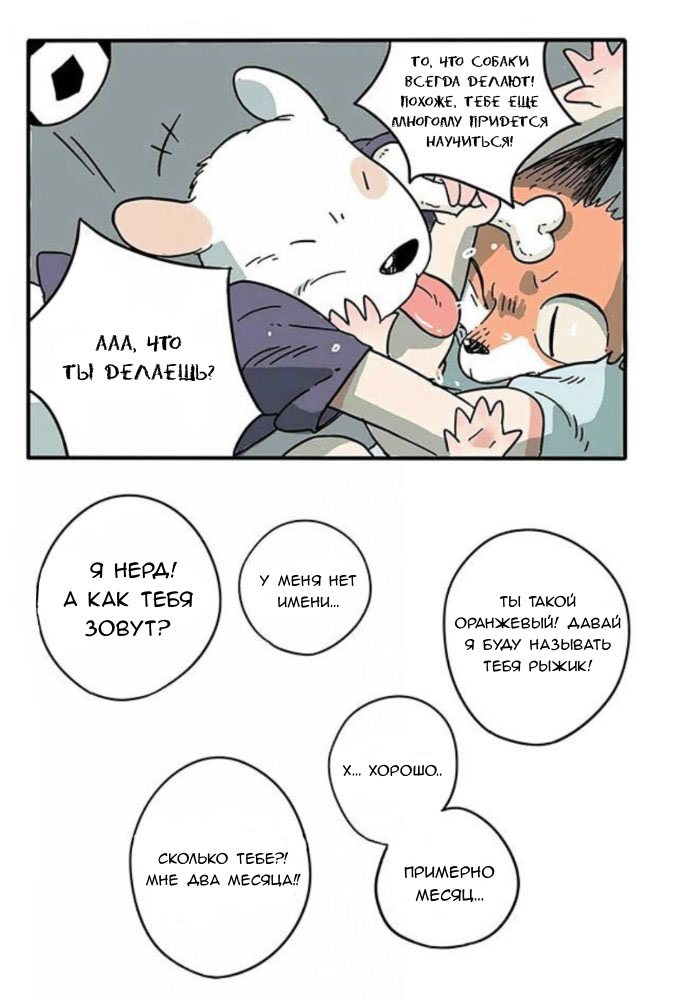 ТО, ЧТО СОБАКИ
ВСЕГДА ДЕЛАЮТ!
ПОХОЖЕ, ТЕБЕ ЕЩЕ
МНОГОМУ ПРИДЕТСЯ
НАУЧИТЬСЯ!
ААА, ЧТО
ТЫ ДЕЛАЕШЬ?
Я НЕРД!
А КАК ТЕБЯ
ЗОВУТ?
У МЕНЯ НЕТ
ИМЕНИ...
ТЫ ТАКОЙ
ОРАНЖЕВЫЙ! ДАВАЙ
Я БУДУ НАЗЫВАТЬ
ТЕБЯ РЫЖИК!
Х... ХОРОШО..
СКОЛЬКО ТЕБЕ?!
МНЕ ДВА МЕСЯЦА!!
ПРИМЕРНО
МЕСЯЦ...